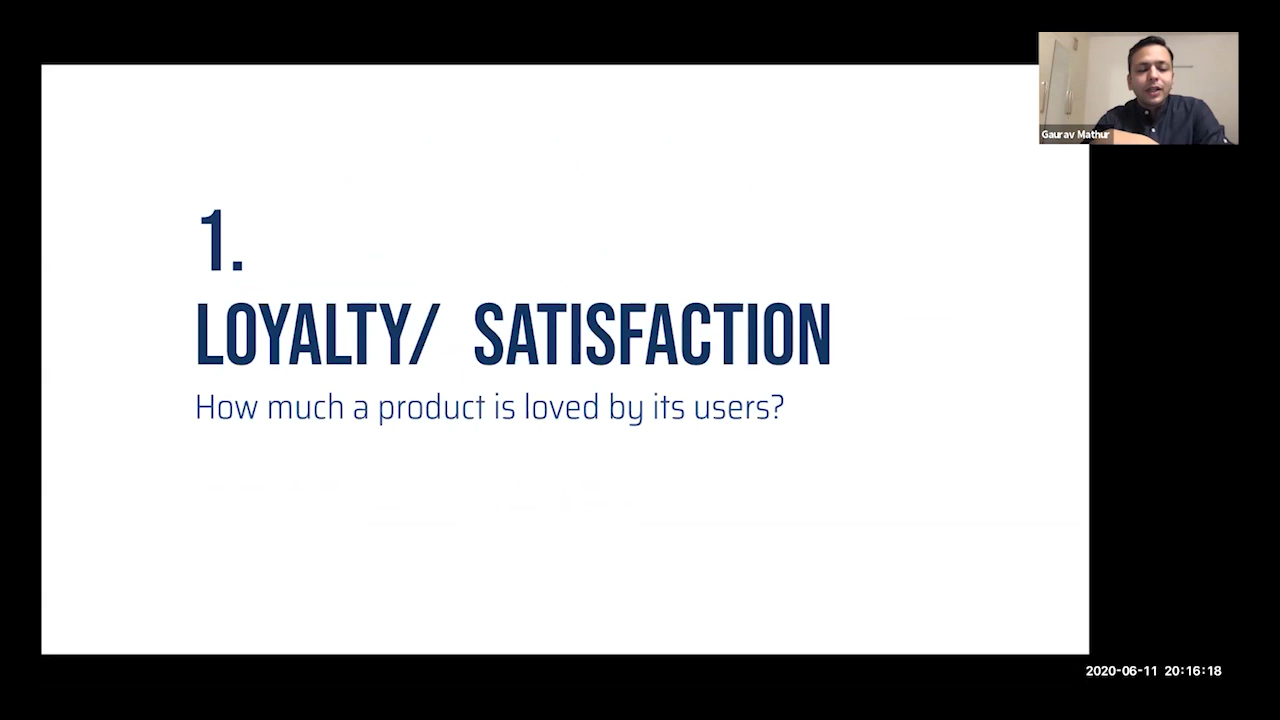 Gaurav Mathur
1.
LOYALTY/ SATISFACTION
How much a product is loved by its users?
2020-06-11 20:16:18